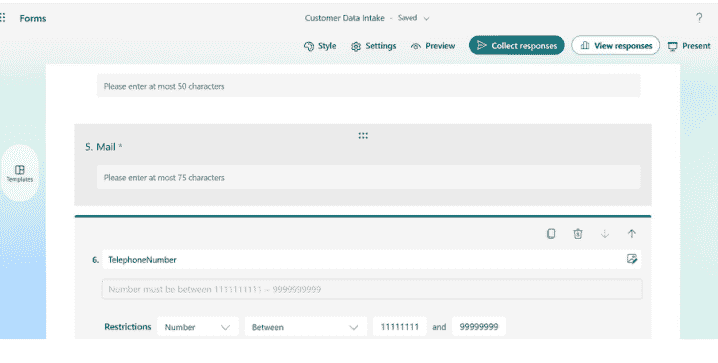 Forms
Customer Data Intake - Saved
?
Style Settings Preview Collect responses View responses Present
Please enter at most 50 characters
5. Mail *
Please enter at most 75 characters
Templates
6. TelephoneNumber
Number must be between 1111111111 ~ 9999999999
Restrictions Number Between 11111111 and 99999999